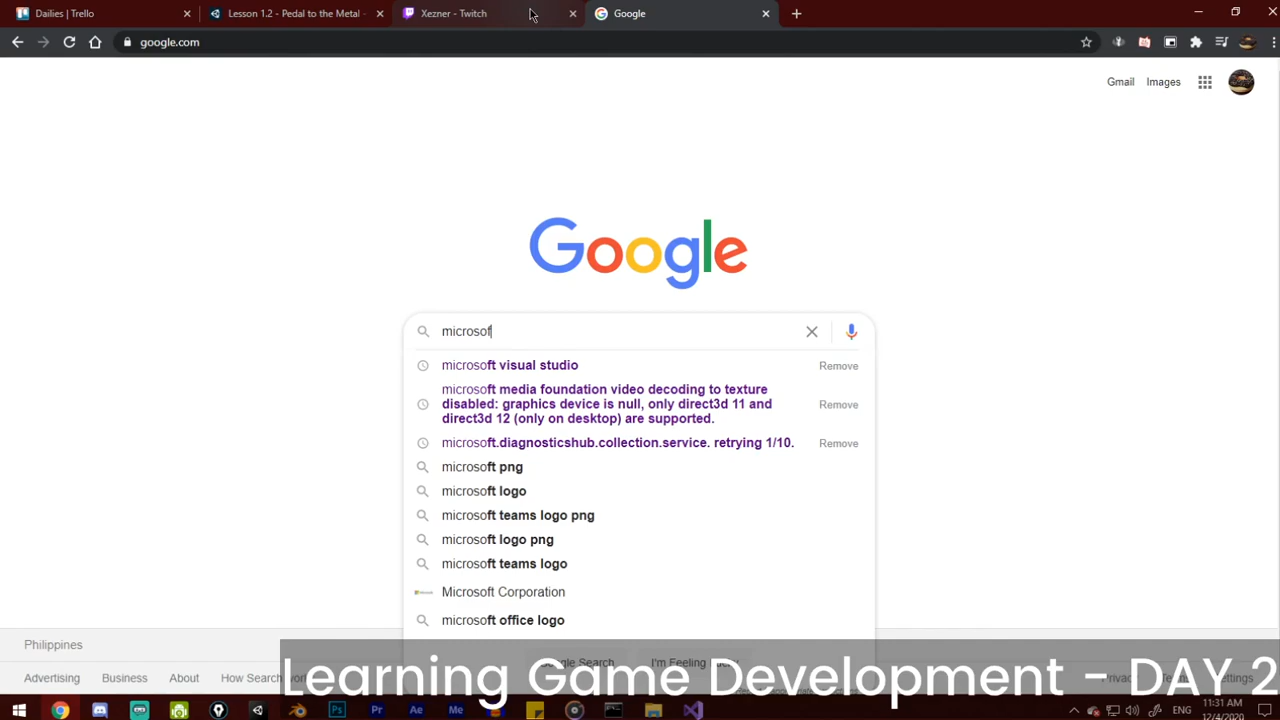 Dailies | Trello
Lesson 1.2 - Pedal to the Metal -
Xezner - Twitch
Google
google.com
Gmail
Images
Google
microsof
microsoft visual studio
Remove
microsoft media foundation video decoding to texture
disabled: graphics device is null, only direct3d 11 and
direct3d 12 (only on desktop) are supported.
Remove
microsoft.diagnosticshub.collection.service. retrying 1/10.
Remove
microsoft png
microsoft logo
microsoft teams logo png
microsoft logo png
microsoft teams logo
Microsoft Corporation
microsoft office logo
Philippines
Google Search
Advertising
Business
About
How Search
Learning Game Development - DAY 2
ENG
11:31 AM
12/4/2020